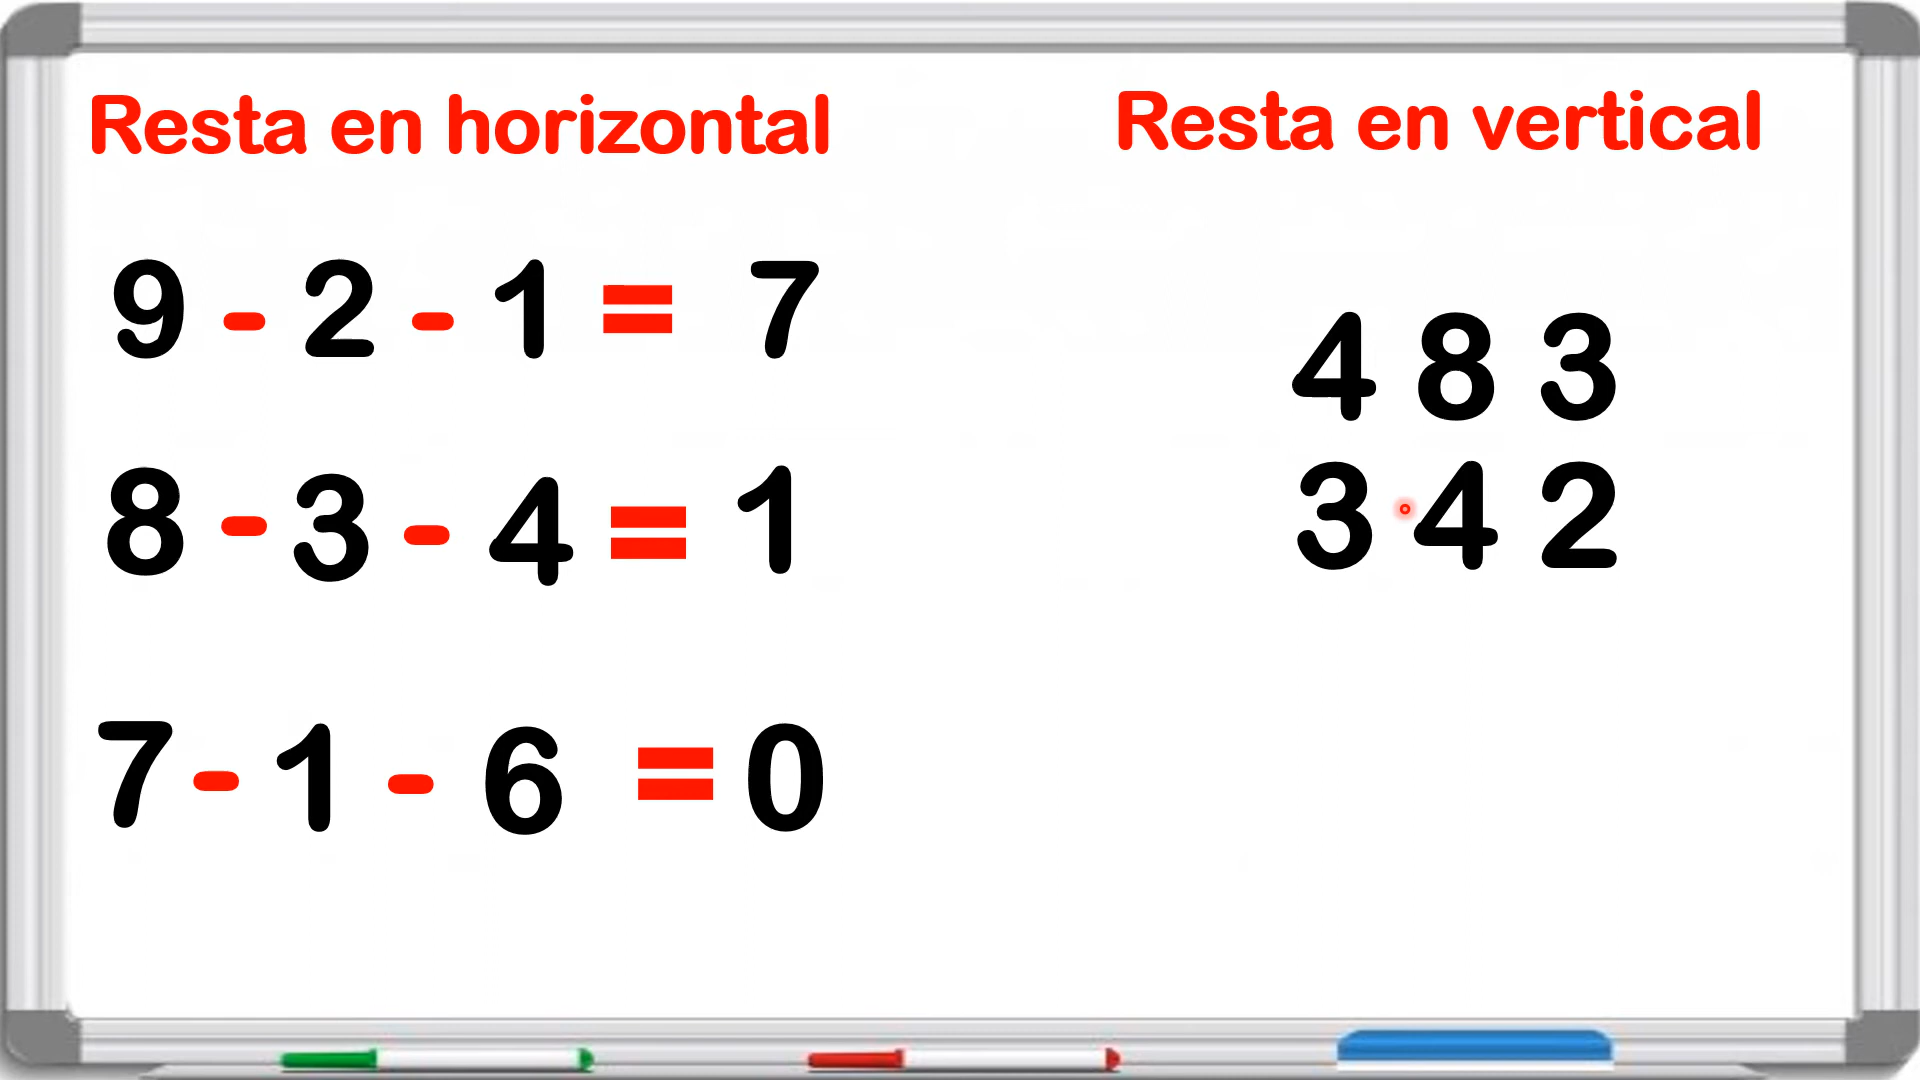 Resta en horizontal
9 - 2 - 1 = 7
8 - 3 - 4 = 1
7 - 1 - 6 = 0
Resta en vertical
4 8 3
3 4 2